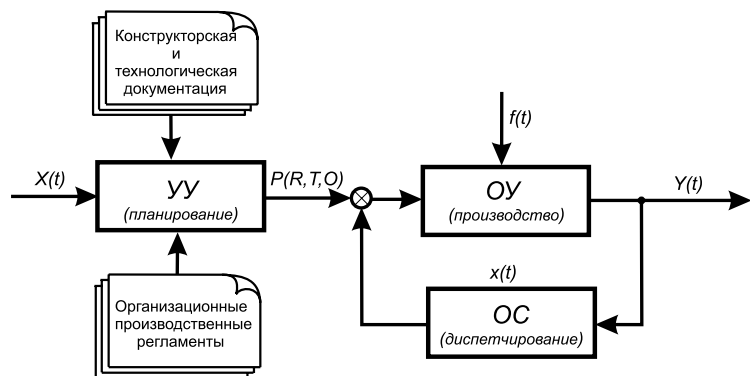 Конструкторская
и
технологическая
документация
X(t)
УУ
(планирование)
P(R,T,O)
f(t)
ОУ
(производство)
Y(t)
x(t)
ОС
(диспетчирование)
Организационные
производственные
регламенты